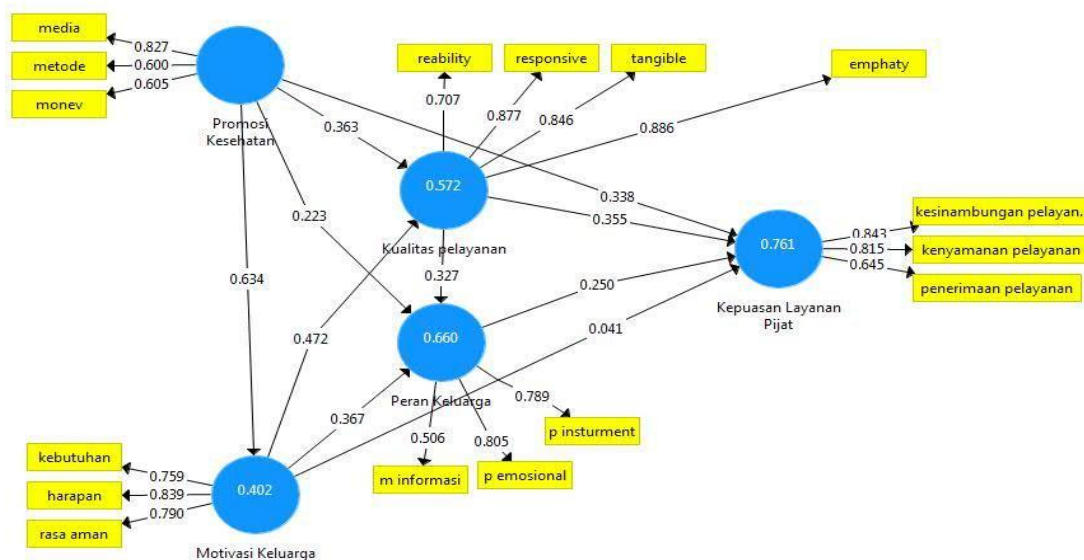 media
metode
monev
0.827
0.600
0.605
Promosi
Kesehatan
reability
responsive
tangible
emphaty
0.707
0.877
0.846
0.886
0.363
0.572
Kualitas pelayanan
0.338
0.355
0.223
0.327
0.634
0.472
0.761
Kepuasan Layanan
Pijat
kesinambungan pelayan.
kenyamanan pelayanan
penerimaan pelayanan
0.843
0.815
0.645
0.250
0.041
0.660
Peran Keluarga
0.367
0.506
0.805
0.789
m informasi
p emosional
p insturment
kebutuhan
harapan
rasa aman
0.759
0.839
0.790
0.402
Motivasi Keluarga